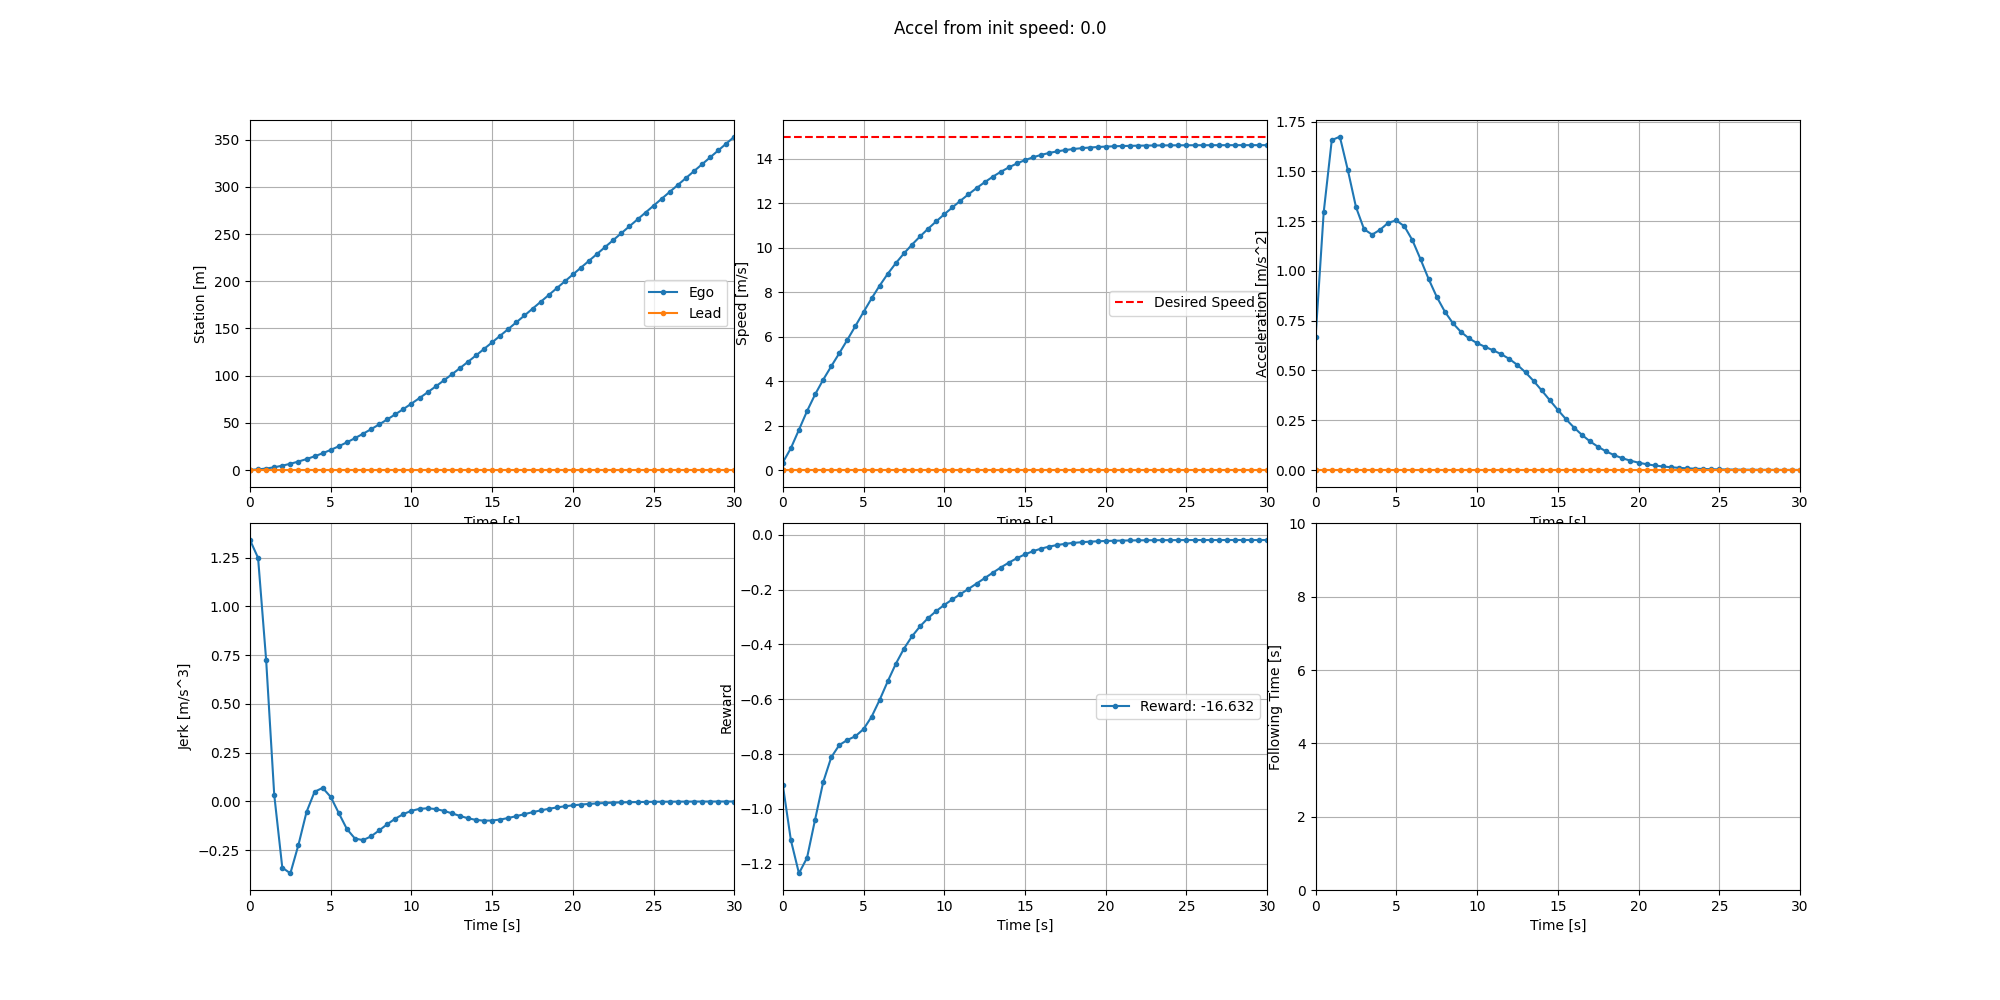 Accel from init speed: 0.0
Station [m]
350
300
250
200
150
100
50
0
Ego
Lead
0 5 10 15 20 25 30
Time [s]
Speed [m/s]
14
12
10
8
6
4
2
0
Desired Speed
0 5 10 15 20 25 30
Time [s]
Acceleration [m/s^2]
1.75
1.50
1.25
1.00
0.75
0.50
0.25
0.00
0 5 10 15 20 25 30
Time [s]
Jerk [m/s^3]
1.25
1.00
0.75
0.50
0.25
0.00
−0.25
0 5 10 15 20 25 30
Time [s]
Reward
0.0
−0.2
−0.4
−0.6
−0.8
−1.0
−1.2
Reward: -16.632
0 5 10 15 20 25 30
Time [s]
Following Time [s]
10
8
6
4
2
0
0 5 10 15 20 25 30
Time [s]